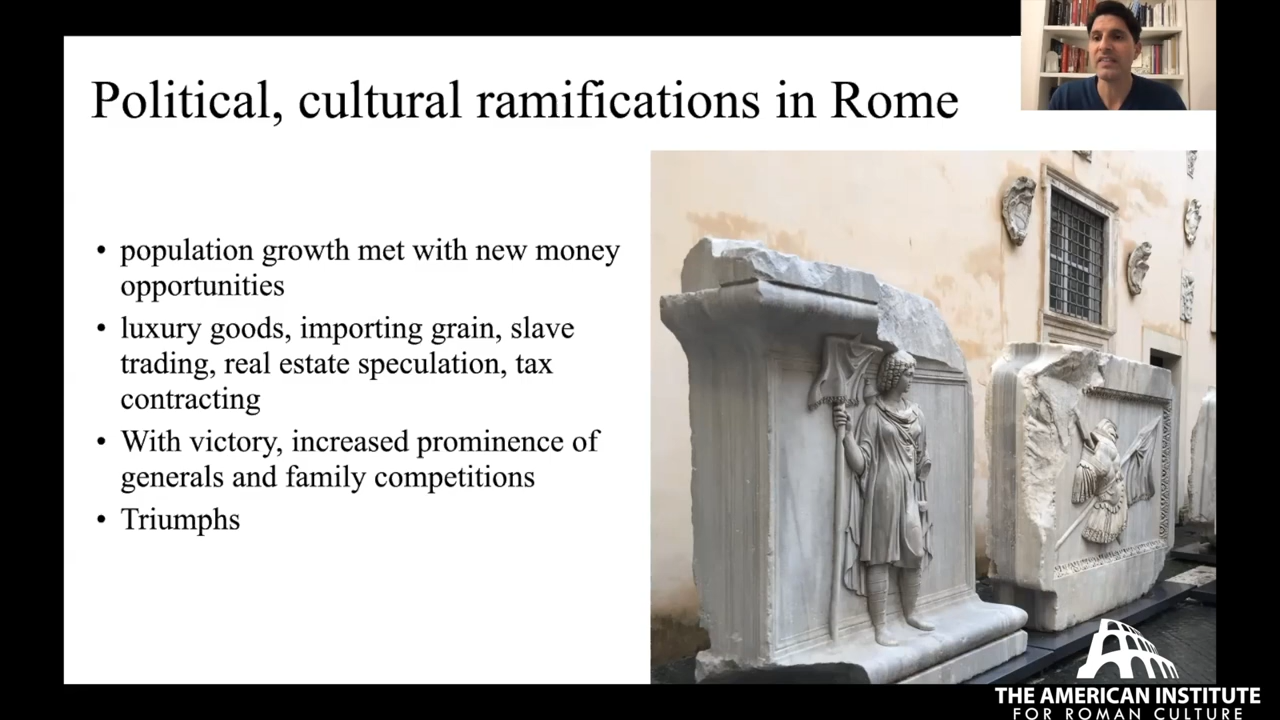 Political, cultural ramifications in Rome
• population growth met with new money
opportunities
• luxury goods, importing grain, slave
trading, real estate speculation, tax
contracting
• With victory, increased prominence of
generals and family competitions
• Triumphs
THE AMERICAN INSTITUTE
FOR ROMAN CULTURE